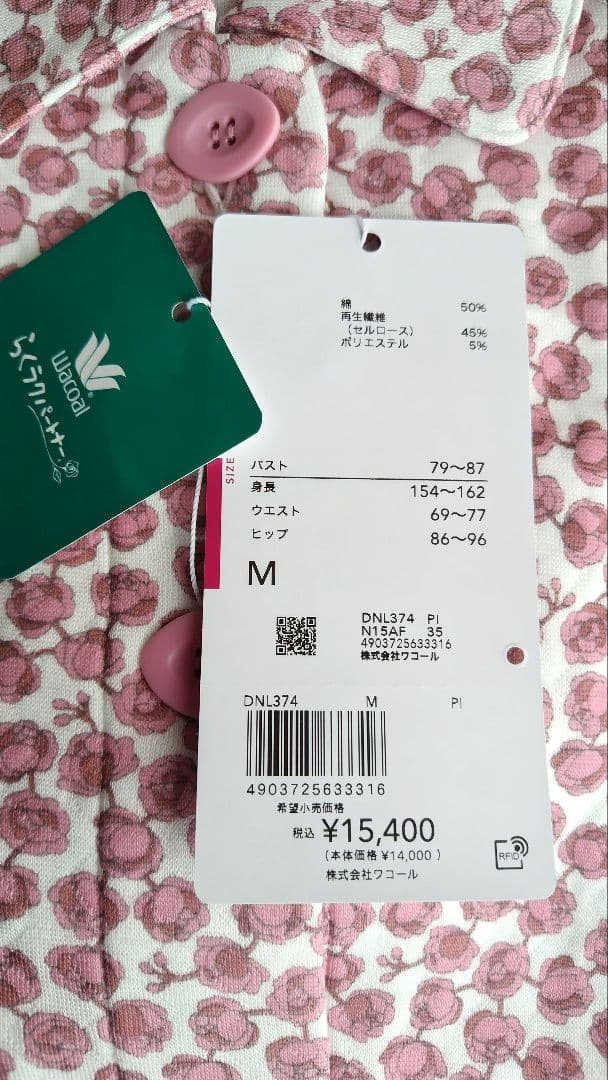 Wacoal
らくラクパートナー
綿 50%
再生繊維
（セルロース） 45%
ポリエステル 5%
SIZE
バスト 79〜87
身長 154〜162
ウエスト 69〜77
ヒップ 86〜96
M
DNL374 PI
N15AF 35
4903725633316
株式会社ワコール
DNL374 M PI
4903725633316
希望小売価格
税込 ¥15,400
（本体価格 ¥14,000 ）
株式会社ワコール
RFID